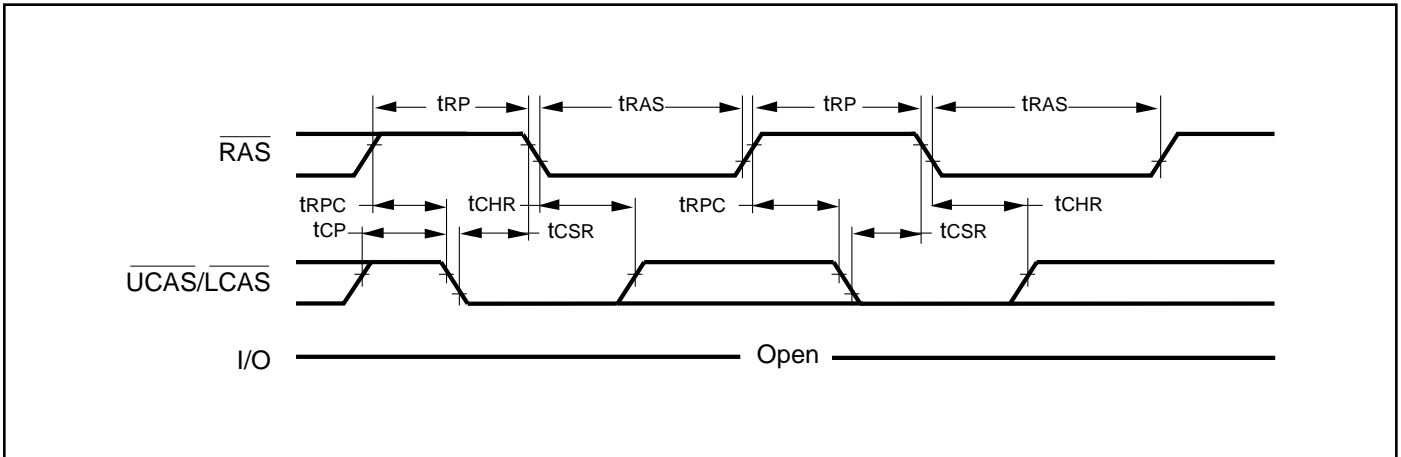 tRP tRAS tRP tRAS
RAS
tRPC tCHR tRPC tCHR
tCP tCSR tCSR
UCAS/LCAS
I/O Open